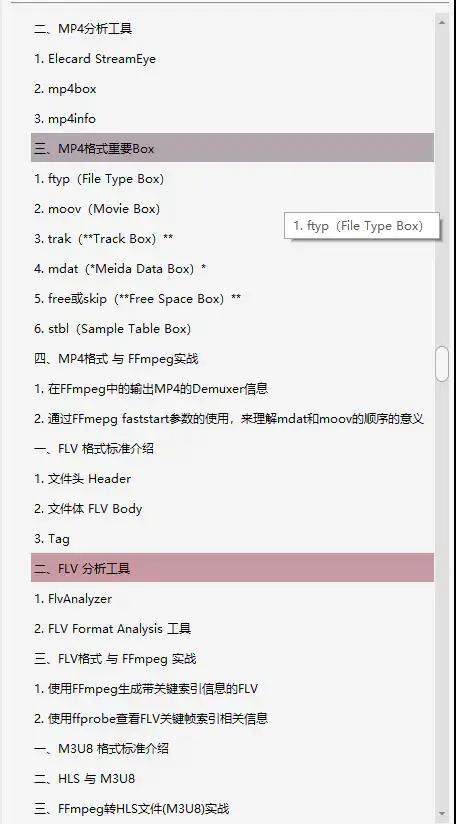 二、MP4分析工具
1. Elecard StreamEye
2. mp4box
3. mp4info
三、MP4格式重要Box
1. ftyp（File Type Box）
2. moov（Movie Box）
1. ftyp（File Type Box）
3. trak（**Track Box）**
4. mdat（*Meida Data Box）*
5. free或skip（**Free Space Box）**
6. stbl（Sample Table Box）
四、MP4格式 与 FFmpeg实战
1. 在FFmpeg中的输出MP4的Demuxer信息
2. 通过FFmepg faststart参数的使用，来理解mdat和moov的顺序的意义
一、FLV 格式标准介绍
1. 文件头 Header
2. 文件体 FLV Body
3. Tag
二、FLV 分析工具
1. FlvAnalyzer
2. FLV Format Analysis 工具
三、FLV格式 与 FFmpeg 实战
1. 使用FFmpeg生成带关键索引信息的FLV
2. 使用ffprobe查看FLV关键帧索引相关信息
一、M3U8 格式标准介绍
二、HLS 与 M3U8
三、FFmpeg转HLS文件(M3U8)实战